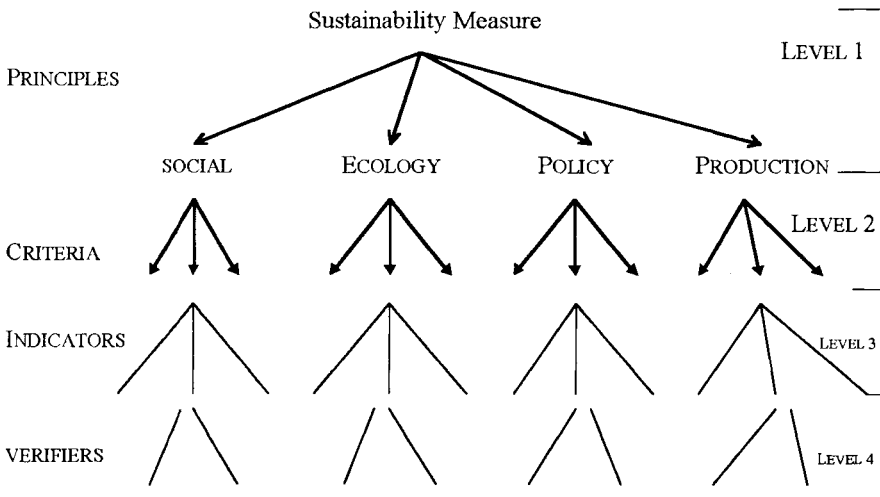 Sustainability Measure
LEVEL 1
PRINCIPLES
SOCIAL ECOLOGY POLICY PRODUCTION
LEVEL 2
CRITERIA
INDICATORS
LEVEL 3
VERIFIERS
LEVEL 4